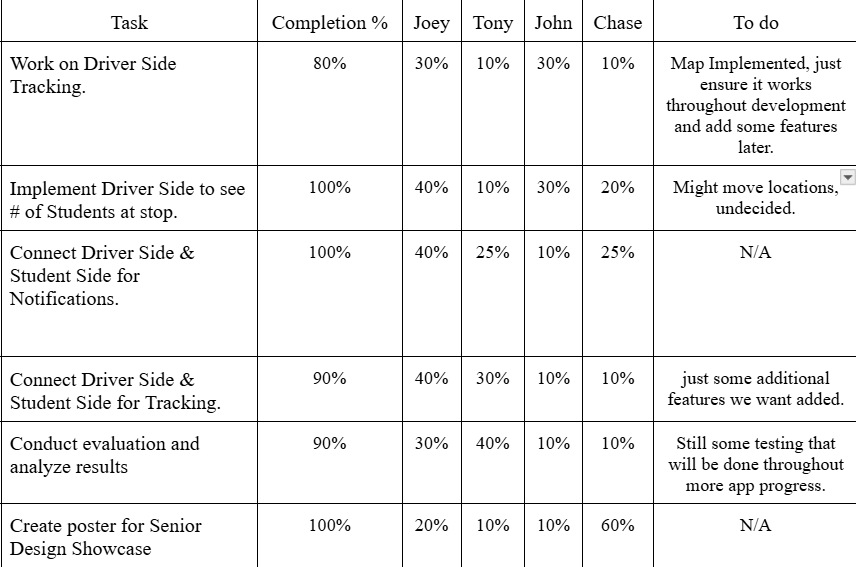 Task Completion % Joey Tony John Chase To do
Work on Driver Side 80% 30% 10% 30% 10% Map Implemented, just
Tracking. ensure it works
throughout development
and add some features
later.
Implement Driver Side to see 100% 40% 10% 30% 20% Might move locations,
# of Students at stop. undecided.
Connect Driver Side & 100% 40% 25% 10% 25% N/A
Student Side for
Notifications.
Connect Driver Side & 90% 40% 30% 10% 10% just some additional
Student Side for Tracking. features we want added.
Conduct evaluation and 90% 30% 40% 10% 10% Still some testing that
analyze results will be done throughout
more app progress.
Create poster for Senior 100% 20% 10% 10% 60% N/A
Design Showcase